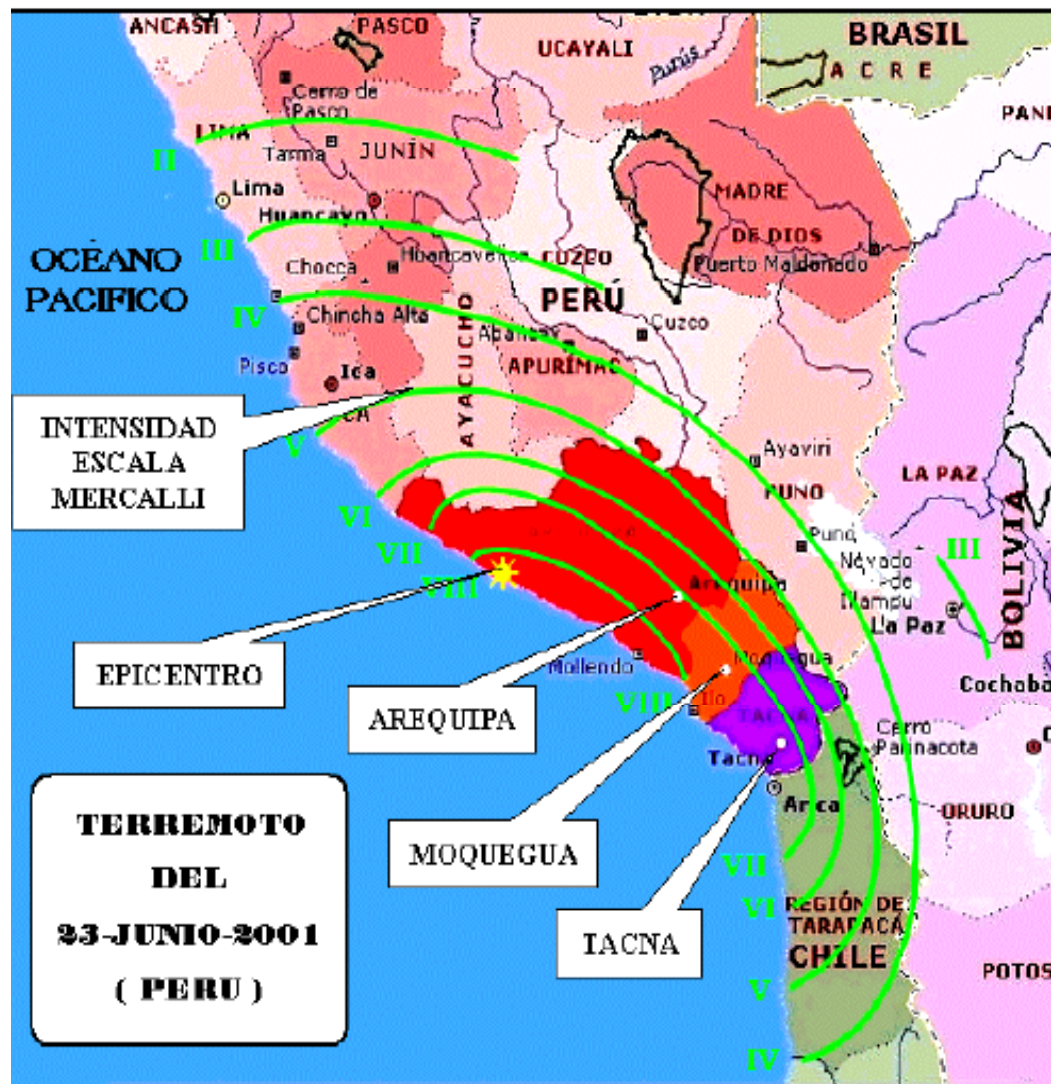 ANCASH
PASCO
UCAYALI
BRASIL
ACRE
Purús
Cerro de
Pasco
LIMA
PAN
II
Tarma
JUNÍN
Lima
Huancayo
MADRE
DE DIOS
Puerto Maldonado
III
OCÉANO
PACIFICO
Chocca
Huancavelica
CUZCO
PERÚ
IV
Chincha Alta
Cuzco
Pisco
Abancay
APURÍMAC
Ica
AYACUCHO
INTENSIDAD
ESCALA
MERCALLI
CA
V
Ayaviri
PUNO
LA PAZ
BOLIVIA
VI
VII
VIII
Puno
Nevado
de
Illampu
III
La Paz
Arequipa
EPICENTRO
Mollendo
Moquegua
Cochaba
AREQUIPA
VIII
Ilo
TACNA
Tacna
Cerro
Parinacota
Arica
ORURO
TERREMOTO
DEL
23-JUNIO-2001
( PERU )
MOQUEGUA
VII
VI
REGIÓN DE
TARAPACÁ
CHILE
TACNA
V
POTOS
IV